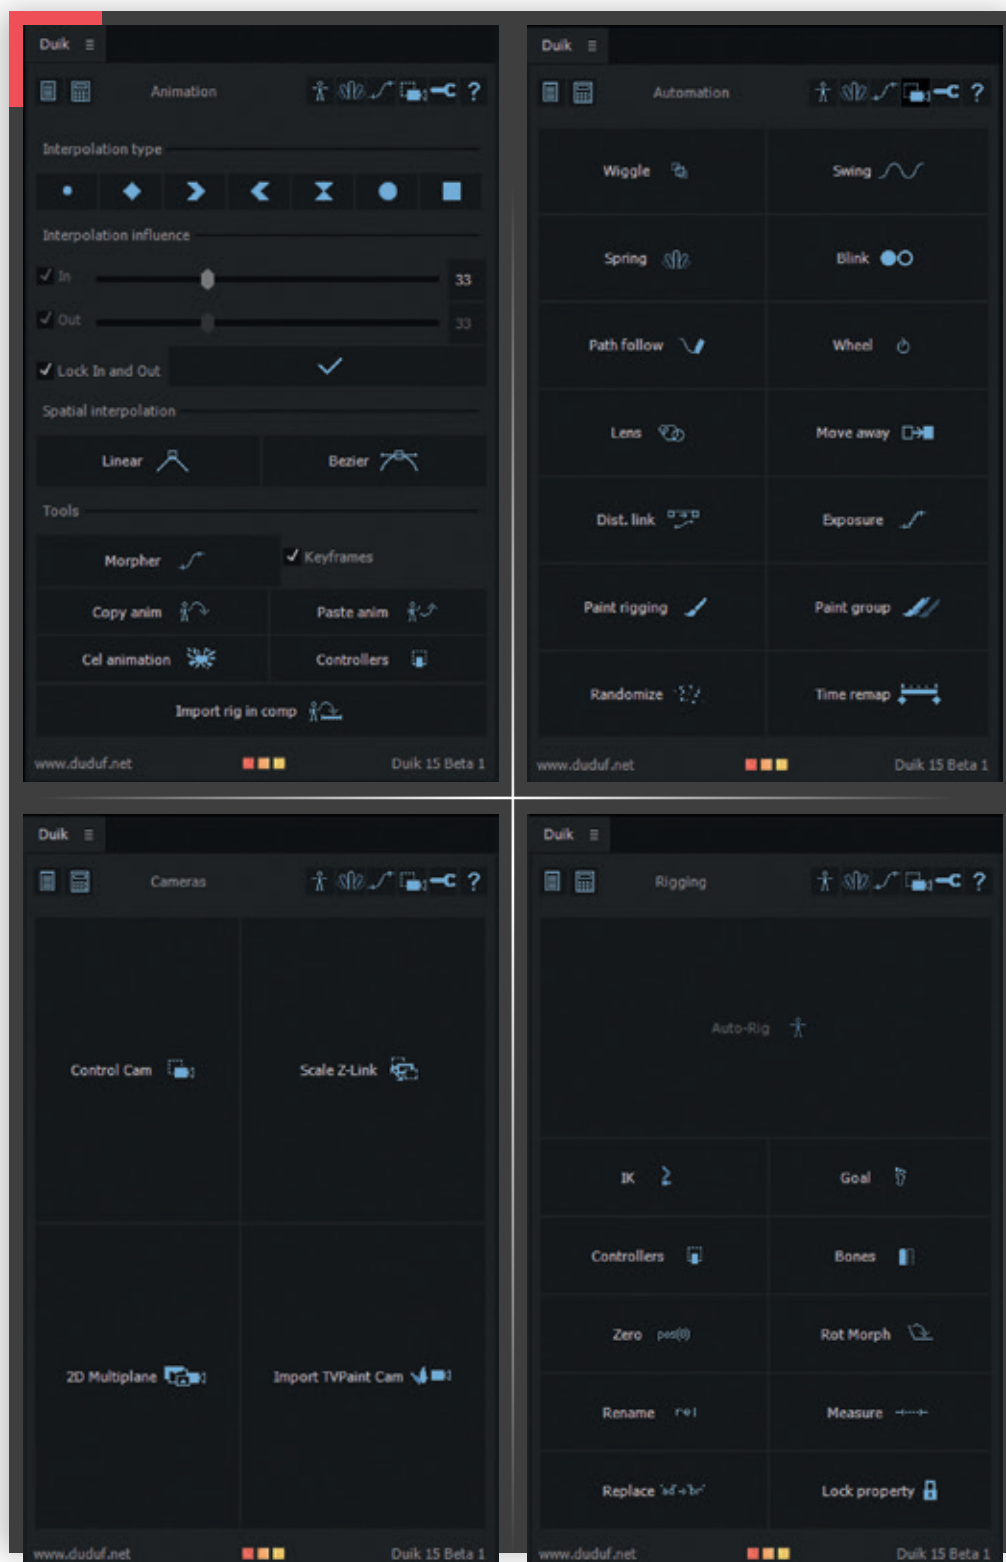 Duik
Animation
?
Interpolation type
Interpolation influence
In
33
Out
33
Lock In and Out
Spatial interpolation
Linear
Bezier
Tools
Morpher
Keyframes
Copy anim
Paste anim
Cel animation
Controllers
Import rig in comp
www.duduf.net
Duik 15 Beta 1
Duik
Automation
?
Wiggle
Swing
Spring
Blink
Path follow
Wheel
Lens
Move away
Dist. link
Exposure
Paint rigging
Paint group
Randomize
Time remap
www.duduf.net
Duik 15 Beta 1
Duik
Cameras
?
Control Cam
Scale Z-Link
2D Multiplane
Import TVPaint Cam
www.duduf.net
Duik 15 Beta 1
Duik
Rigging
?
Auto-Rig
IK
Goal
Controllers
Bones
Zero pos(0)
Rot Morph
Rename
Measure
Replace
Lock property
www.duduf.net
Duik 15 Beta 1